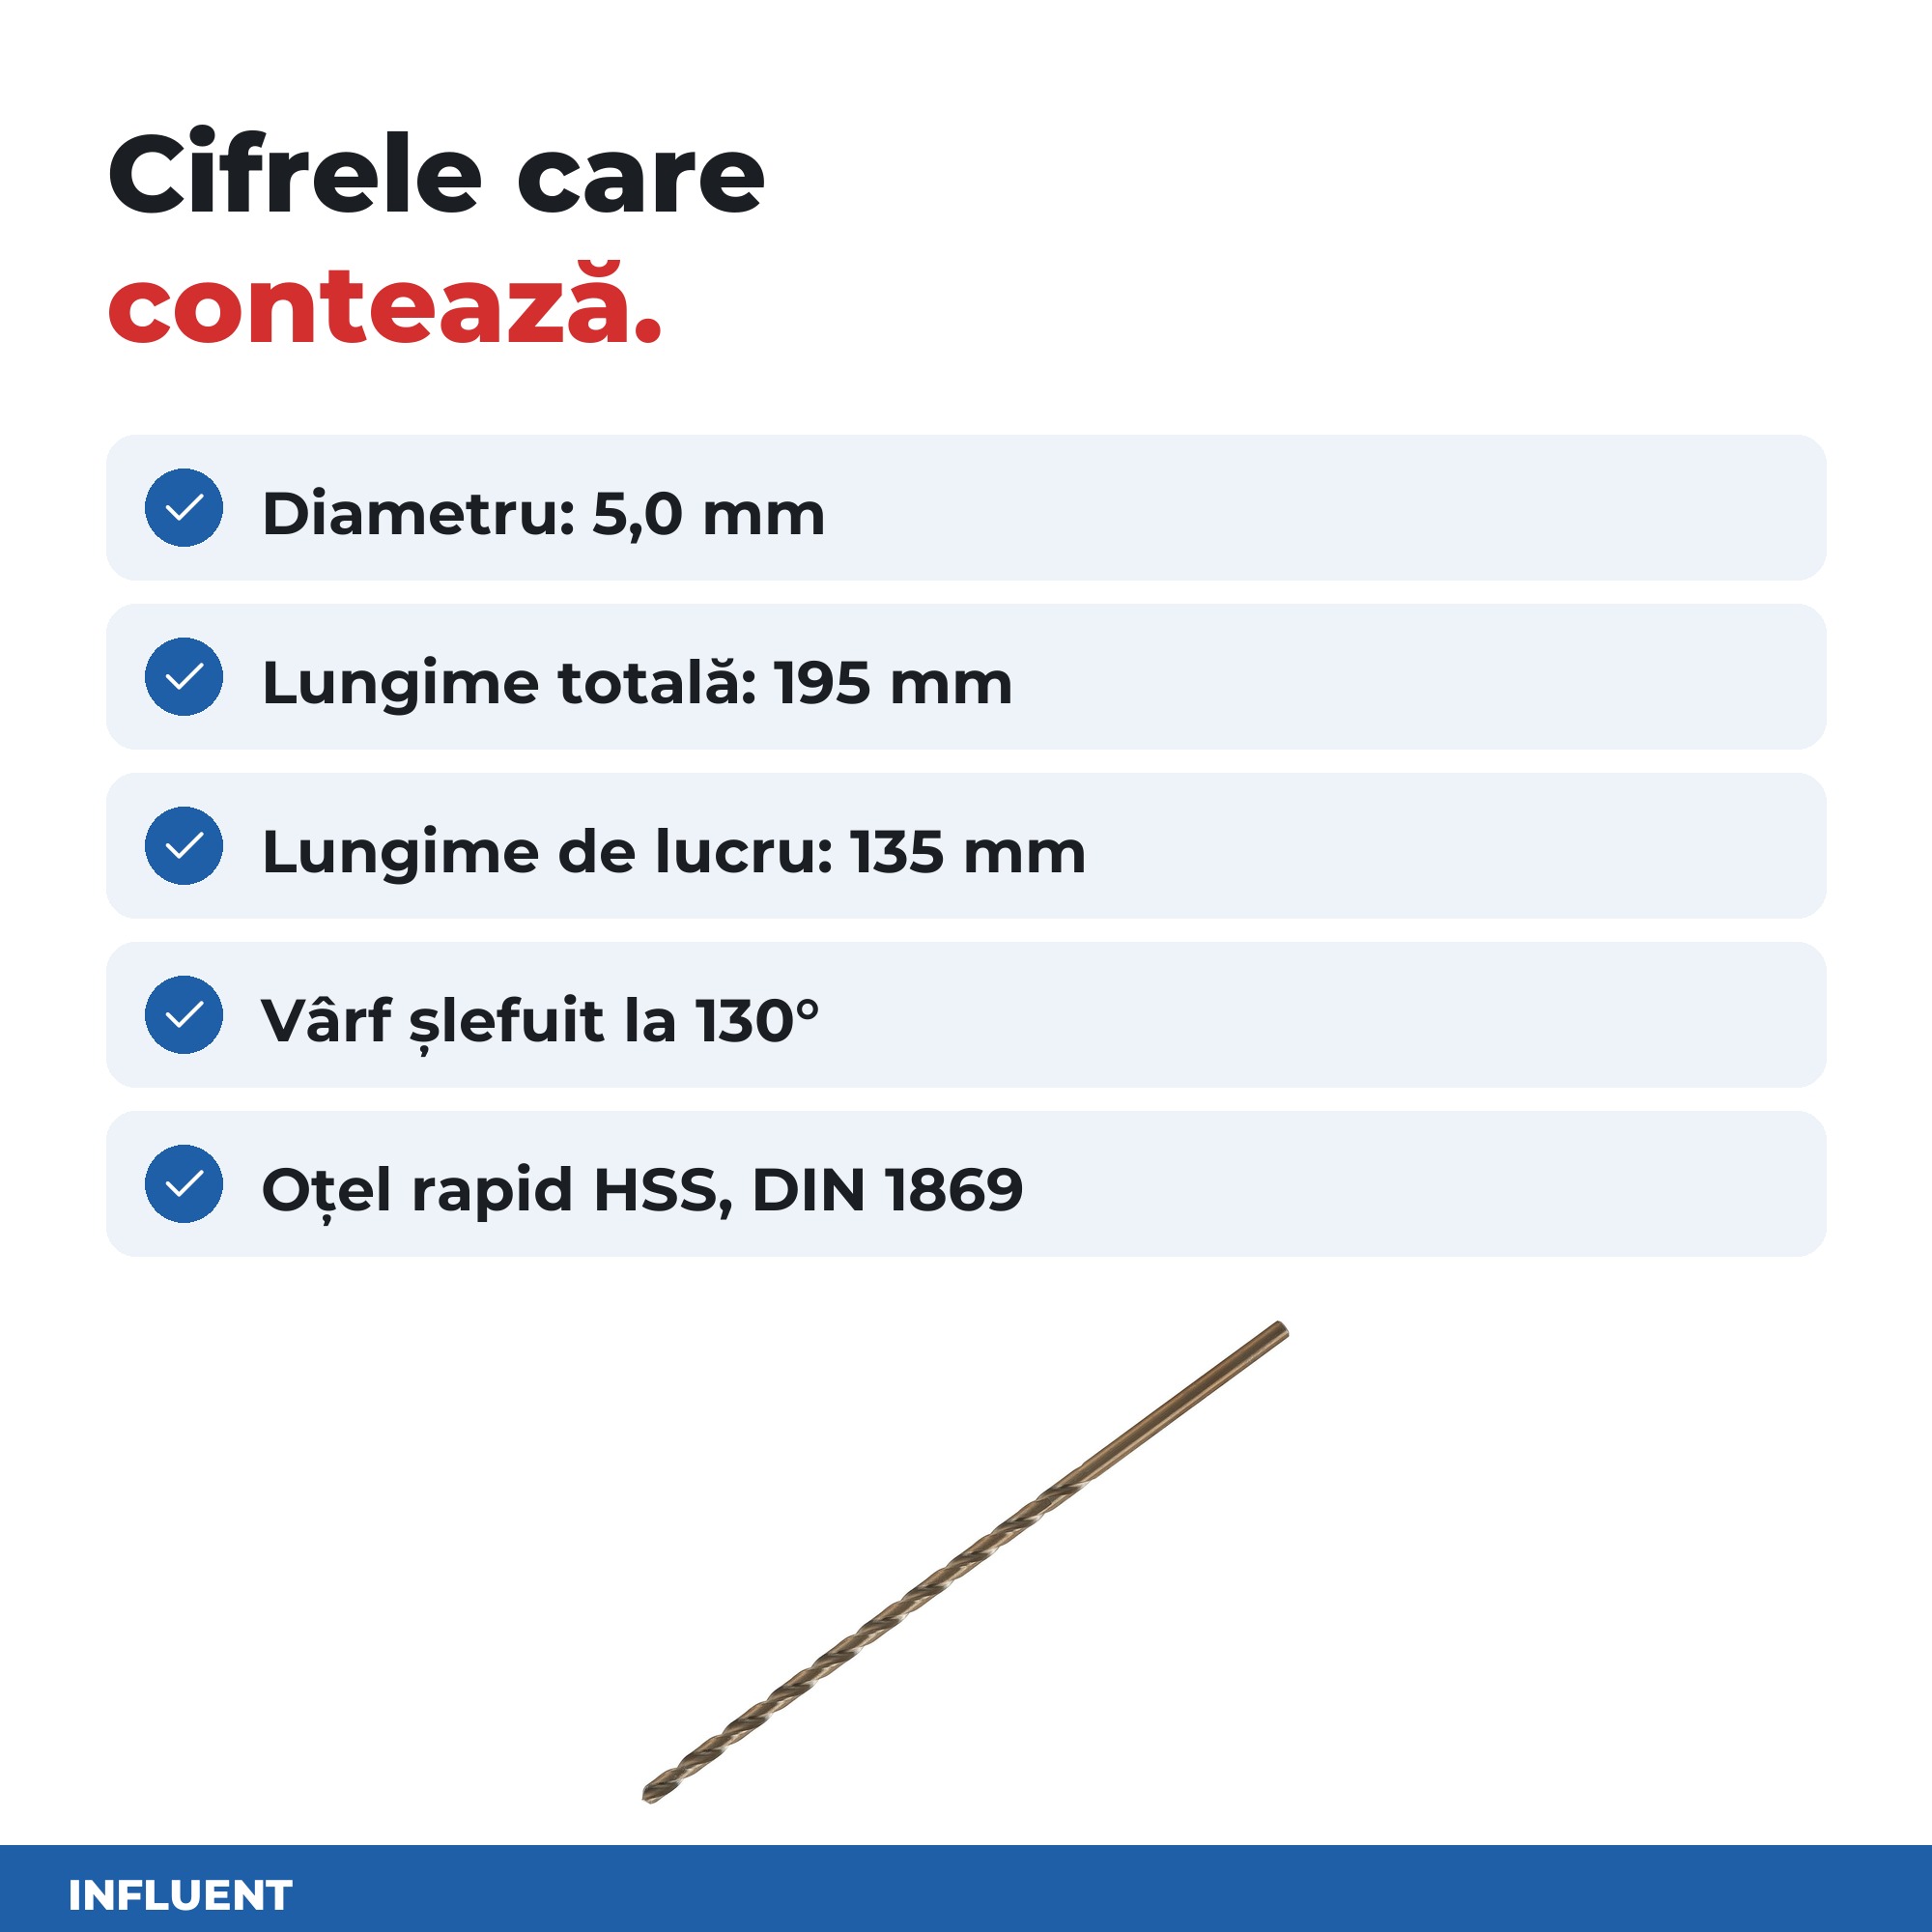 Cifrele care
contează.
Diametru: 5,0 mm
Lungime totală: 195 mm
Lungime de lucru: 135 mm
Vârf șlefuit la 130°
Oțel rapid HSS, DIN 1869
INFLUENT